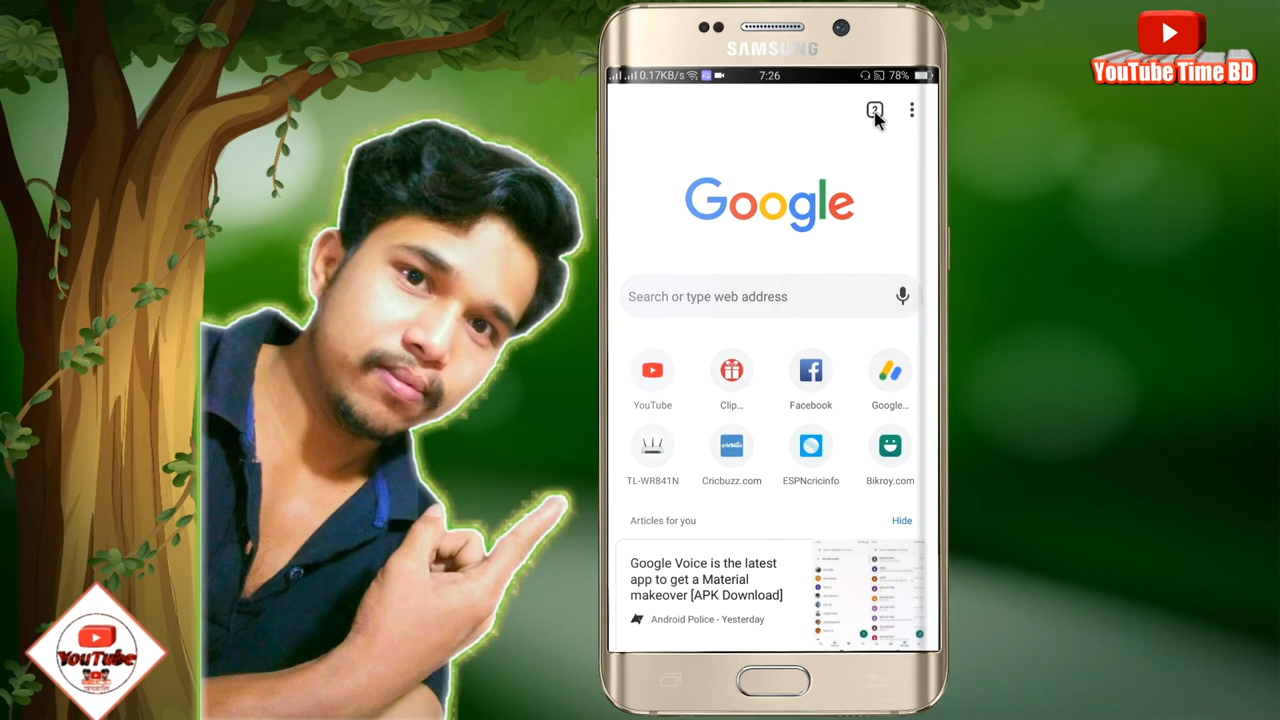 SAMSUNG
0.17KB/s 7:26 78%
2
Google
Search or type web address
YouTube Clip... Facebook Google...
cricbuzz
TL-WR841N Cricbuzz.com ESPNcricinfo Bikroy.com
Articles for you Hide
Google Voice is the latest
app to get a Material
makeover [APK Download]
Android Police - Yesterday
YouTube Time BD
YouTube